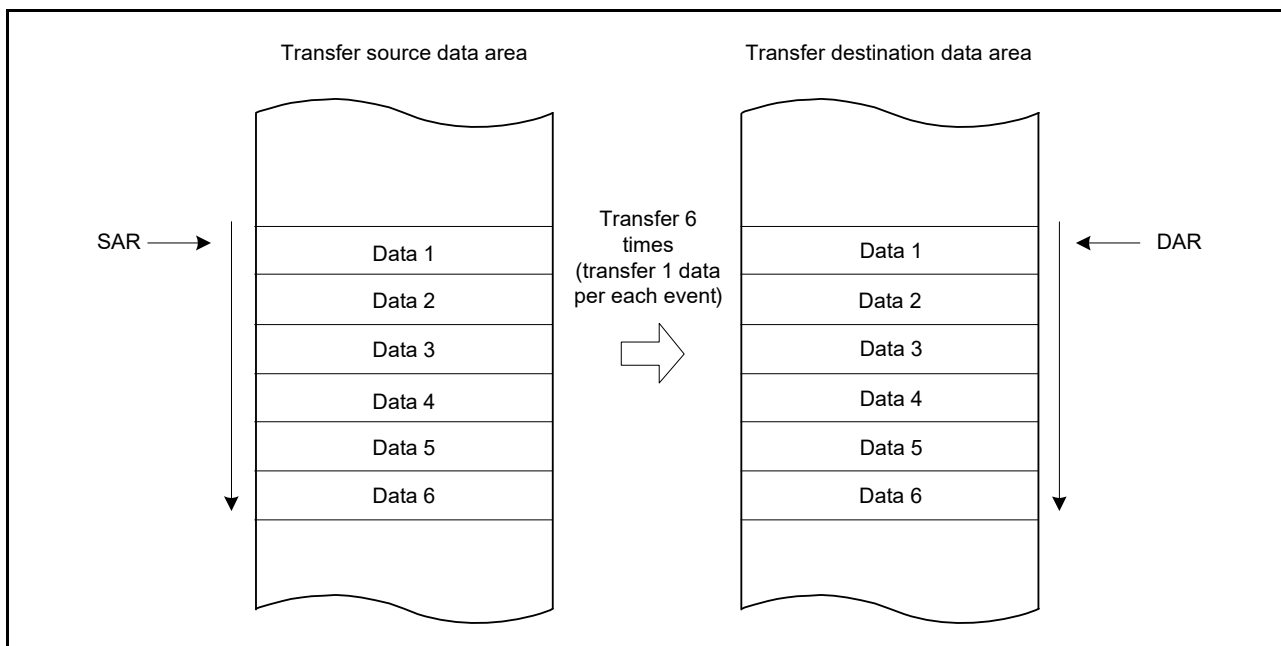 Transfer source data area
Transfer destination data area
SAR
Data 1
Data 2
Data 3
Data 4
Data 5
Data 6
Transfer 6
times
(transfer 1 data
per each event)
Data 1
Data 2
Data 3
Data 4
Data 5
Data 6
DAR